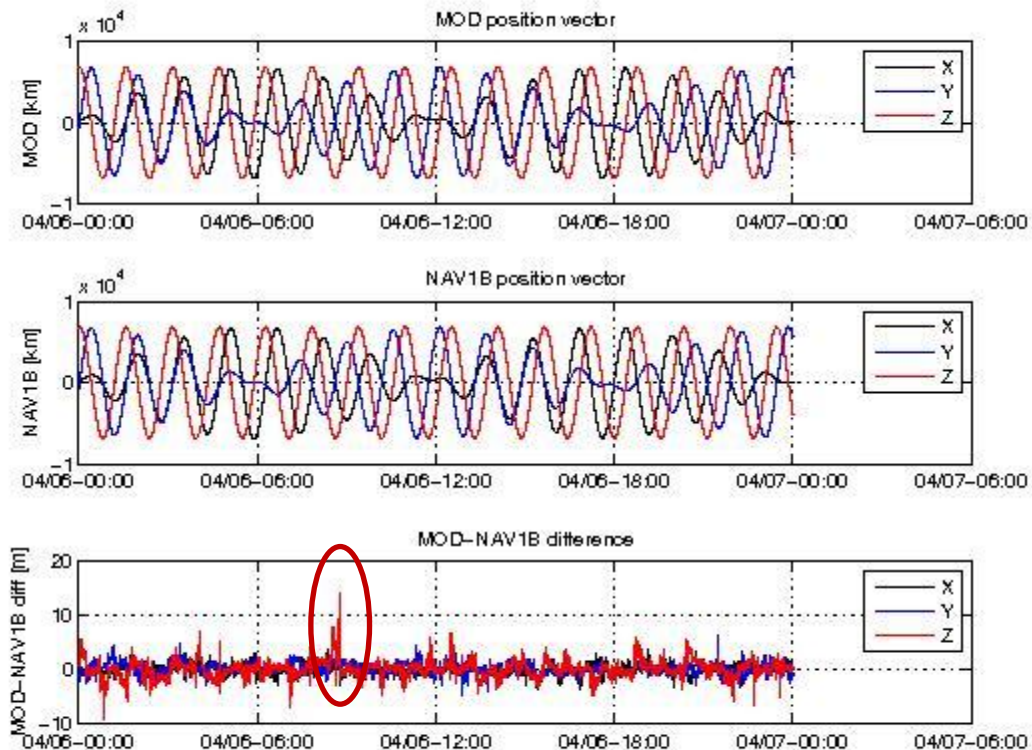 MOD position vector
x 10^4
1
0
−1
MOD [km]
X
Y
Z
04/06−00:00 04/06−06:00 04/06−12:00 04/06−18:00 04/07−00:00 04/07−06:00
NAV1B position vector
x 10^4
1
0
−1
NAV1B [km]
X
Y
Z
04/06−00:00 04/06−06:00 04/06−12:00 04/06−18:00 04/07−00:00 04/07−06:00
MOD−NAV1B difference
20
10
0
−10
MOD−NAV1B diff [m]
X
Y
Z
04/06−00:00 04/06−06:00 04/06−12:00 04/06−18:00 04/07−00:00 04/07−06:00